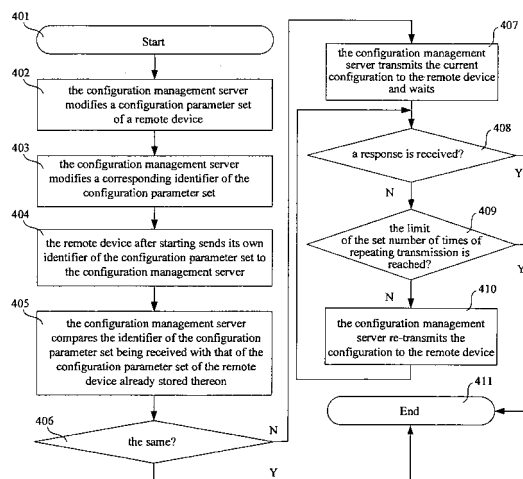 401
Start
402
the configuration management server
modifies a configuration parameter set
of a remote device
403
the configuration management server
modifies a corresponding identifier of the
configuration parameter set
404
the remote device after starting sends its own
identifier of the configuration parameter set to
the configuration management server
405
the configuration management server
compares the identifier of the configuration
parameter set being received with that of the
configuration parameter set of the remote
device already stored thereon
406
the same?
N
Y
407
the configuration management
server transmits the current
configuration to the remote device
and waits
408
a response is received?
Y
N
409
the limit
of the set number of times of
repeating transmission is
reached?
Y
N
410
the configuration management
server re-transmits the
configuration to the remote device
411
End